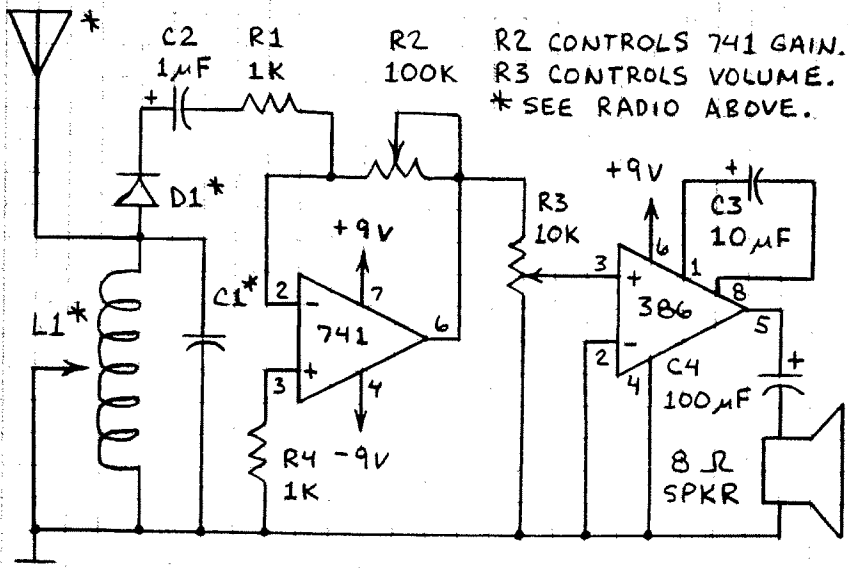 *
C2
1µF
+
R1
1K
R2
100K
R2 CONTROLS 741 GAIN.
R3 CONTROLS VOLUME.
* SEE RADIO ABOVE.
D1*
L1*
C1*
+9V
2
-
7
741
6
3
+
4
-9V
R4
1K
R3
10K
+9V
6
3
+
1
386
8
5
2
-
4
+
C3
10µF
C4
100µF
+
8 Ω
SPKR